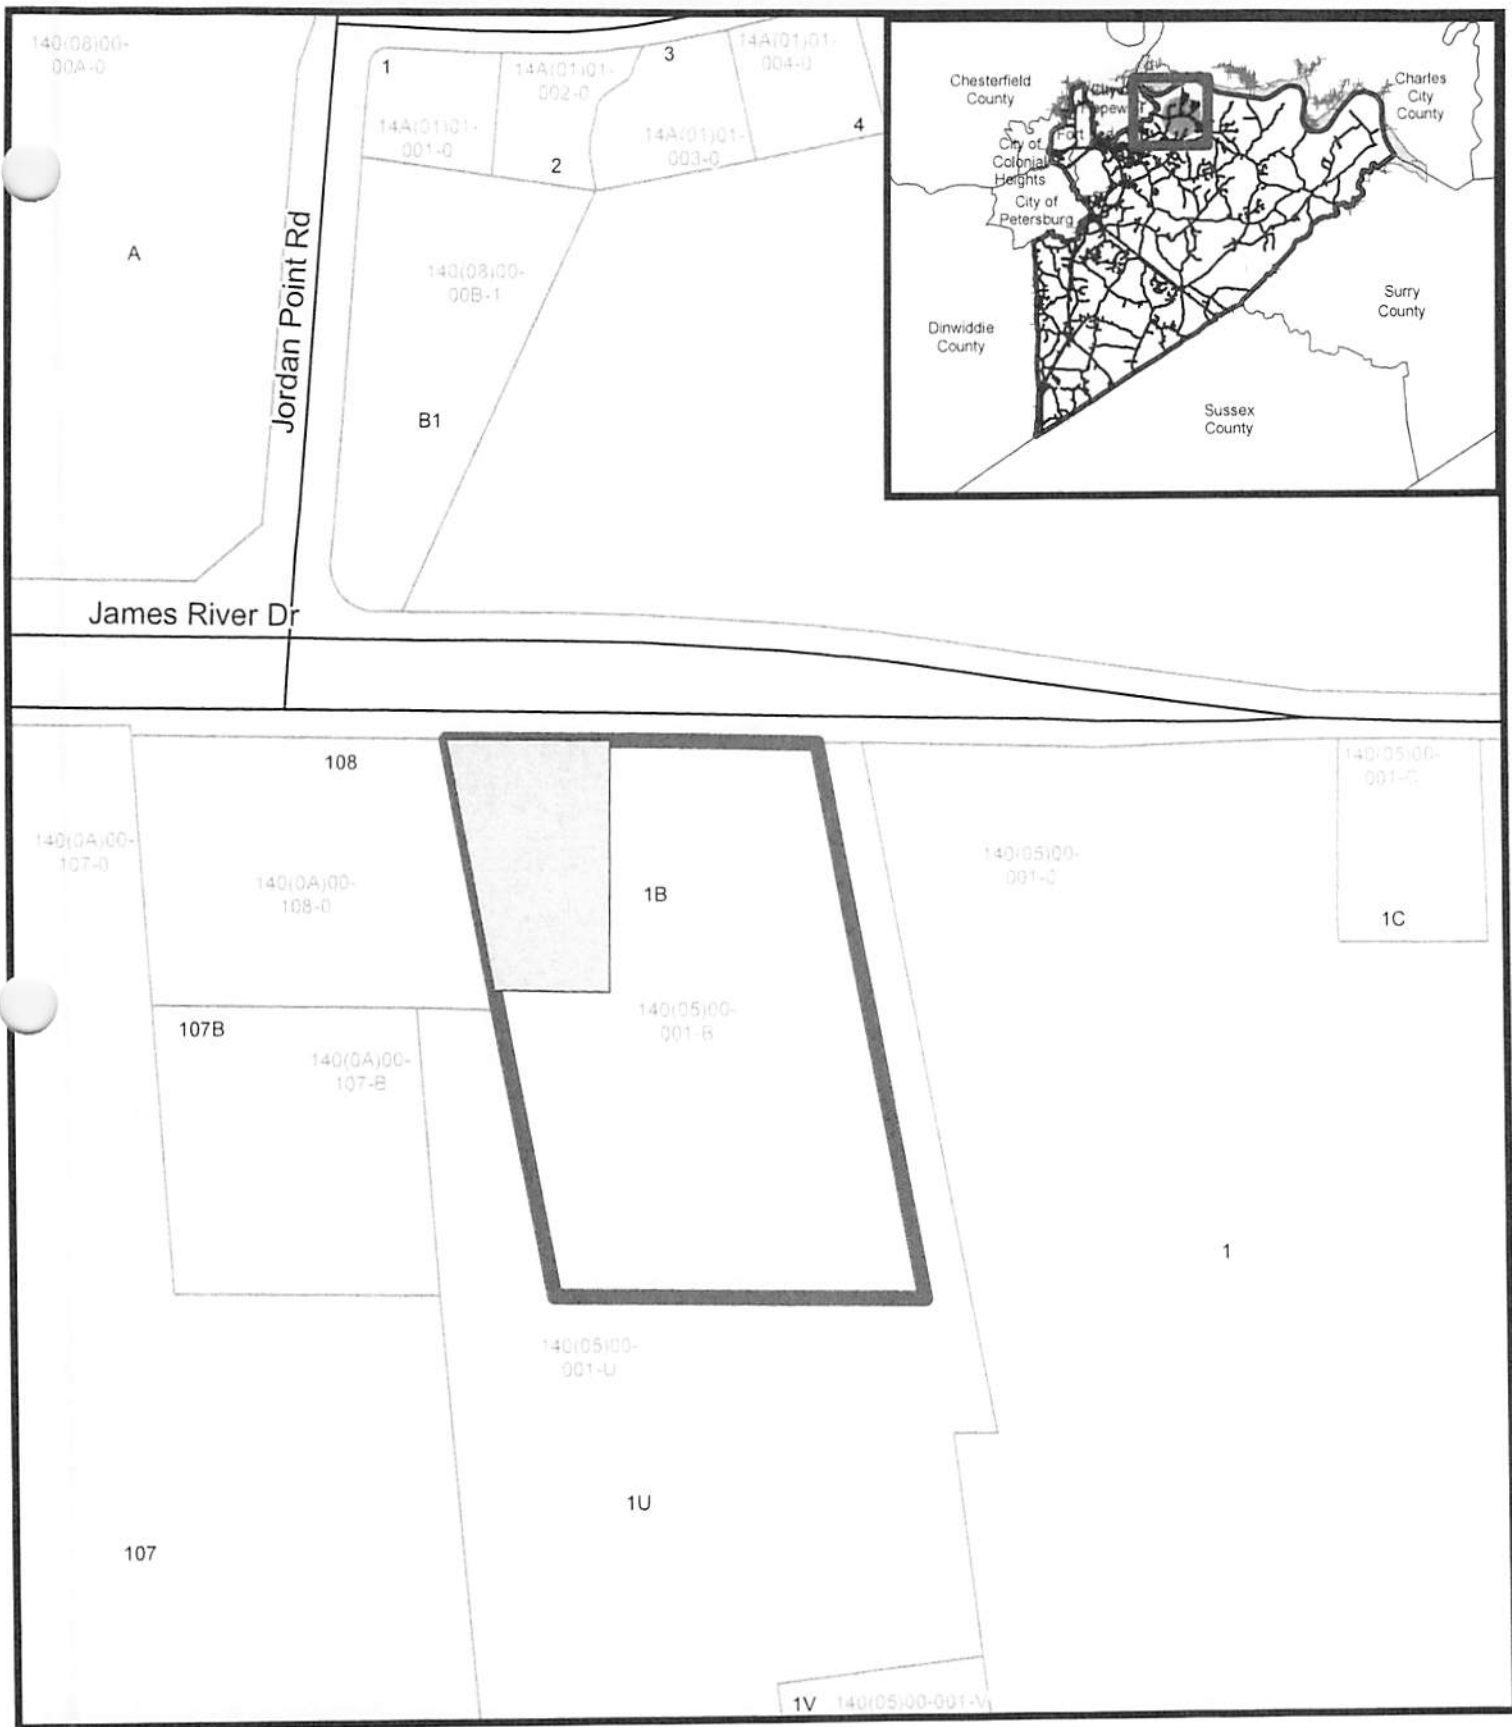 140(08)00-
00A-0
1
14A(01)01-
002-0
3
14A(01)01-
004-0
14A(01)01-
001-0
2
14A(01)01-
003-0
4
A
Jordan Point Rd
140(08)00-
00B-1
B1
James River Dr
Chesterfield
County
Charles
City
County
City of
Colonial
Heights
City of
Petersburg
Fort
Dinwiddie
County
Surry
County
Sussex
County
108
140(0A)00-
107-0
140(0A)00-
108-0
1B
140(05)00-
001-B
140(05)00-
001-C
140(05)00-
1C
107B
140(0A)00-
107-B
1
140(05)00-
001-U
1U
107
1V 140(05)00-001-V